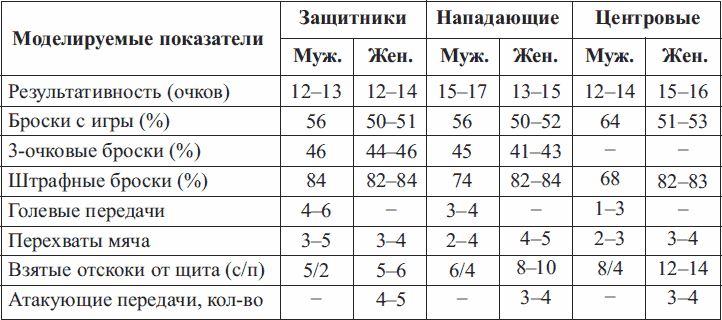 Моделируемые показатели Защитники Нападающие Центровые
Муж. Жен. Муж. Жен. Муж. Жен.
Результативность (очков) 12–13 12–14 15–17 13–15 12–14 15–16
Броски с игры (%) 56 50–51 56 50–52 64 51–53
3-очковые броски (%) 46 44–46 45 41–43 – –
Штрафные броски (%) 84 82–84 74 82–84 68 82–83
Голевые передачи 4–6 – 3–4 – 1–3 –
Перехваты мяча 3–5 3–4 2–4 4–5 2–3 3–4
Взятые отскоки от щита (с/п) 5/2 5–6 6/4 8–10 8/4 12–14
Атакующие передачи, кол-во – 4–5 – 3–4 – 3–4